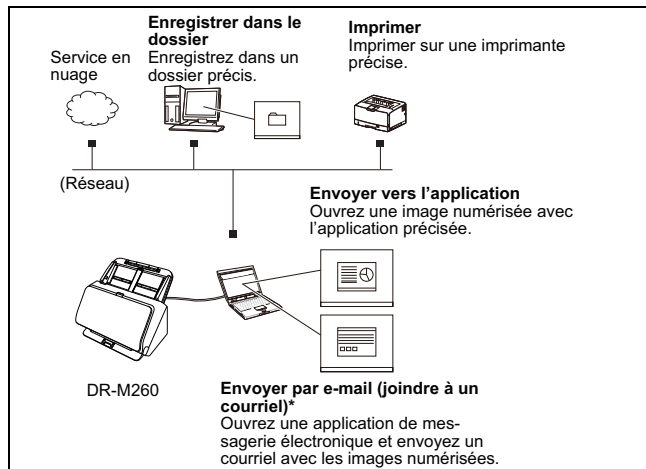 Service en
nuage
Enregistrer dans le
dossier
Enregistrez dans un
dossier précis.
Imprimer
Imprimer sur une imprimante
précise.
(Réseau)
Envoyer vers l’application
Ouvrez une image numérisée avec
l’application précisée.
DR-M260
Envoyer par e-mail (joindre à un
courriel)*
Ouvrez une application de mes-
sagerie électronique et envoyez un
courriel avec les images numérisées.